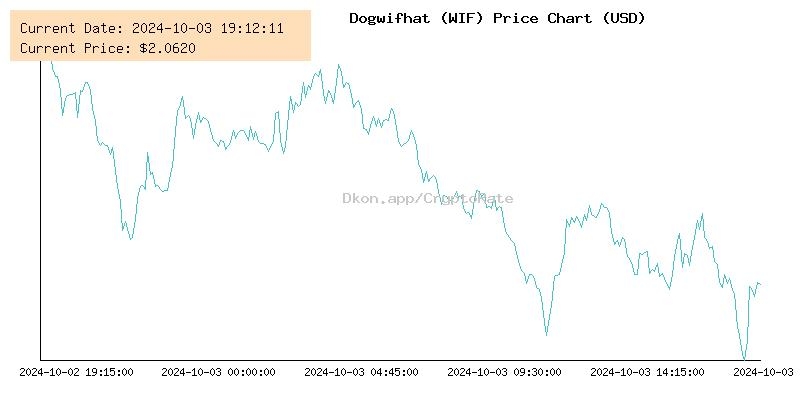 Dogwifhat (WIF) Price Chart (USD)
Current Date: 2024-10-03 19:12:11
Current Price: $2.0620
Dkon.app/CryptoRate
2024-10-02 19:15:00 2024-10-03 00:00:00 2024-10-03 04:45:00 2024-10-03 09:30:00 2024-10-03 14:15:00 2024-10-03